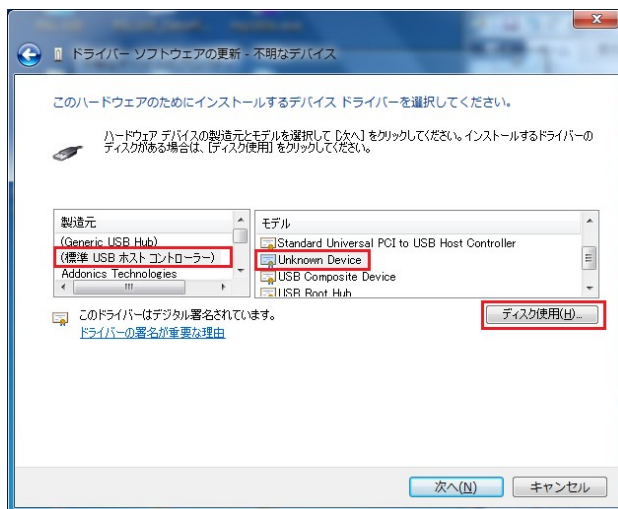 ドライバー ソフトウェアの更新 - 不明なデバイス
このハードウェアのためにインストールするデバイス ドライバーを選択してください。
ハードウェア デバイスの製造元とモデルを選択して [次へ] をクリックしてください。インストールするドライバーの
ディスクがある場合は、[ディスク使用] をクリックしてください。
製造元
(Generic USB Hub)
(標準 USB ホスト コントローラー)
Addonics Technologies
モデル
Standard Universal PCI to USB Host Controller
Unknown Device
USB Composite Device
USB Root Hub
このドライバーはデジタル署名されています。
ドライバーの署名が重要な理由
ディスク使用(H)...
次へ(N)
キャンセル